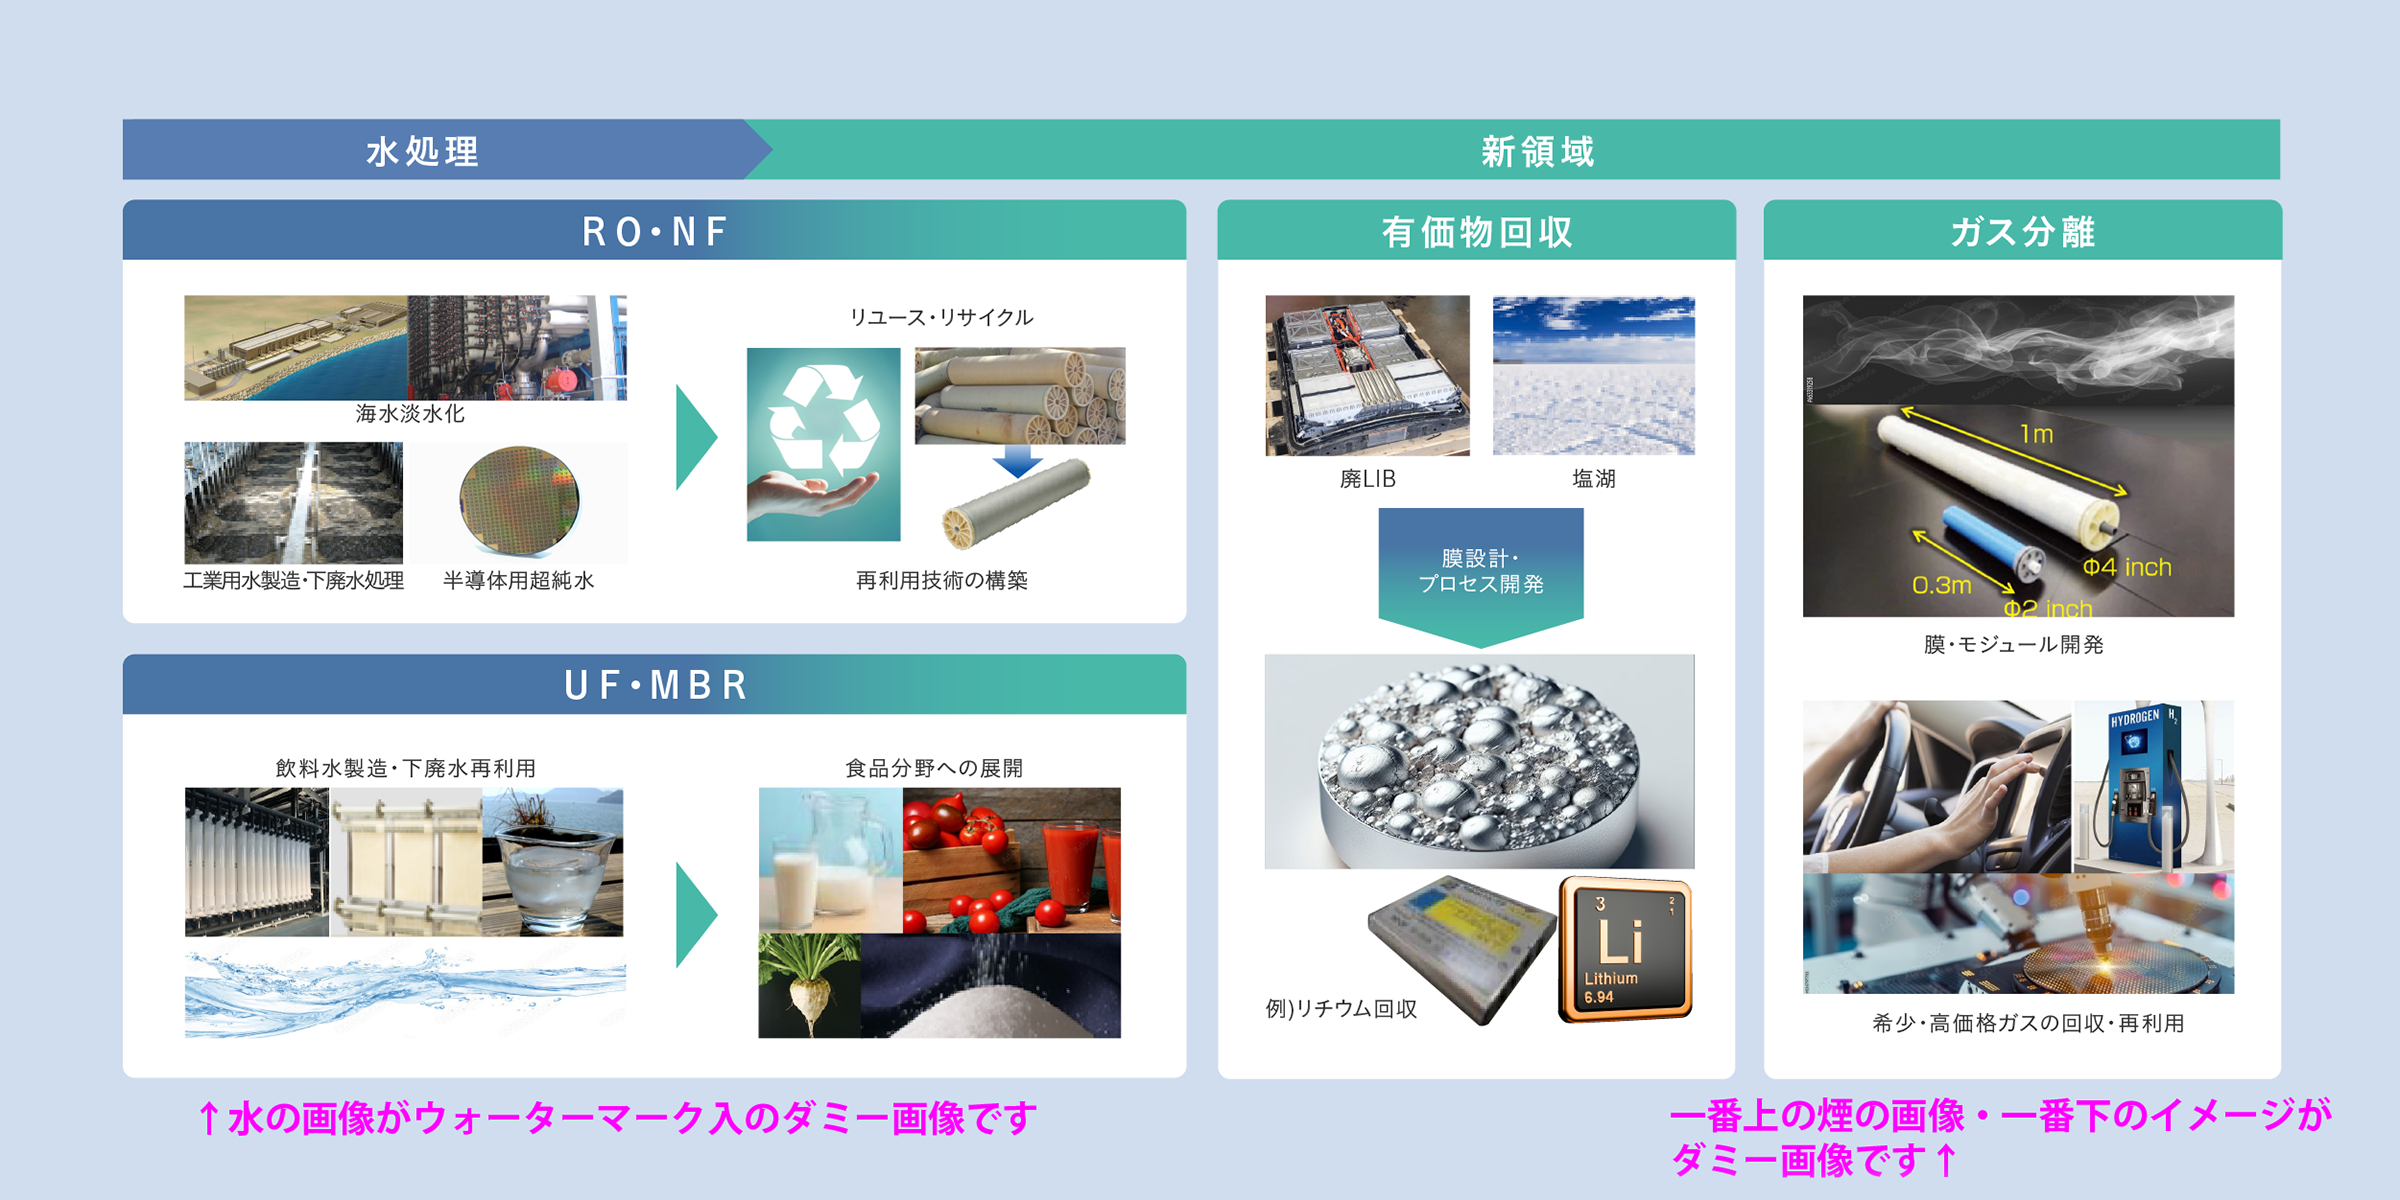 水処理
新領域
RO・NF
海水淡水化
工業用水製造・下廃水処理
半導体用超純水
リユース・リサイクル
再利用技術の構築
UF・MBR
飲料水製造・下廃水再利用
食品分野への展開
有価物回収
廃LIB
塩湖
膜設計・
プロセス開発
例)リチウム回収
3
2
1
Li
Lithium
6.94
ガス分離
1m
Φ4 inch
0.3m
Φ2 inch
膜・モジュール開発
HYDROGEN H2
希少・高価格ガスの回収・再利用
↑水の画像がウォーターマーク入のダミー画像です
一番上の煙の画像・一番下のイメージが
ダミー画像です↑